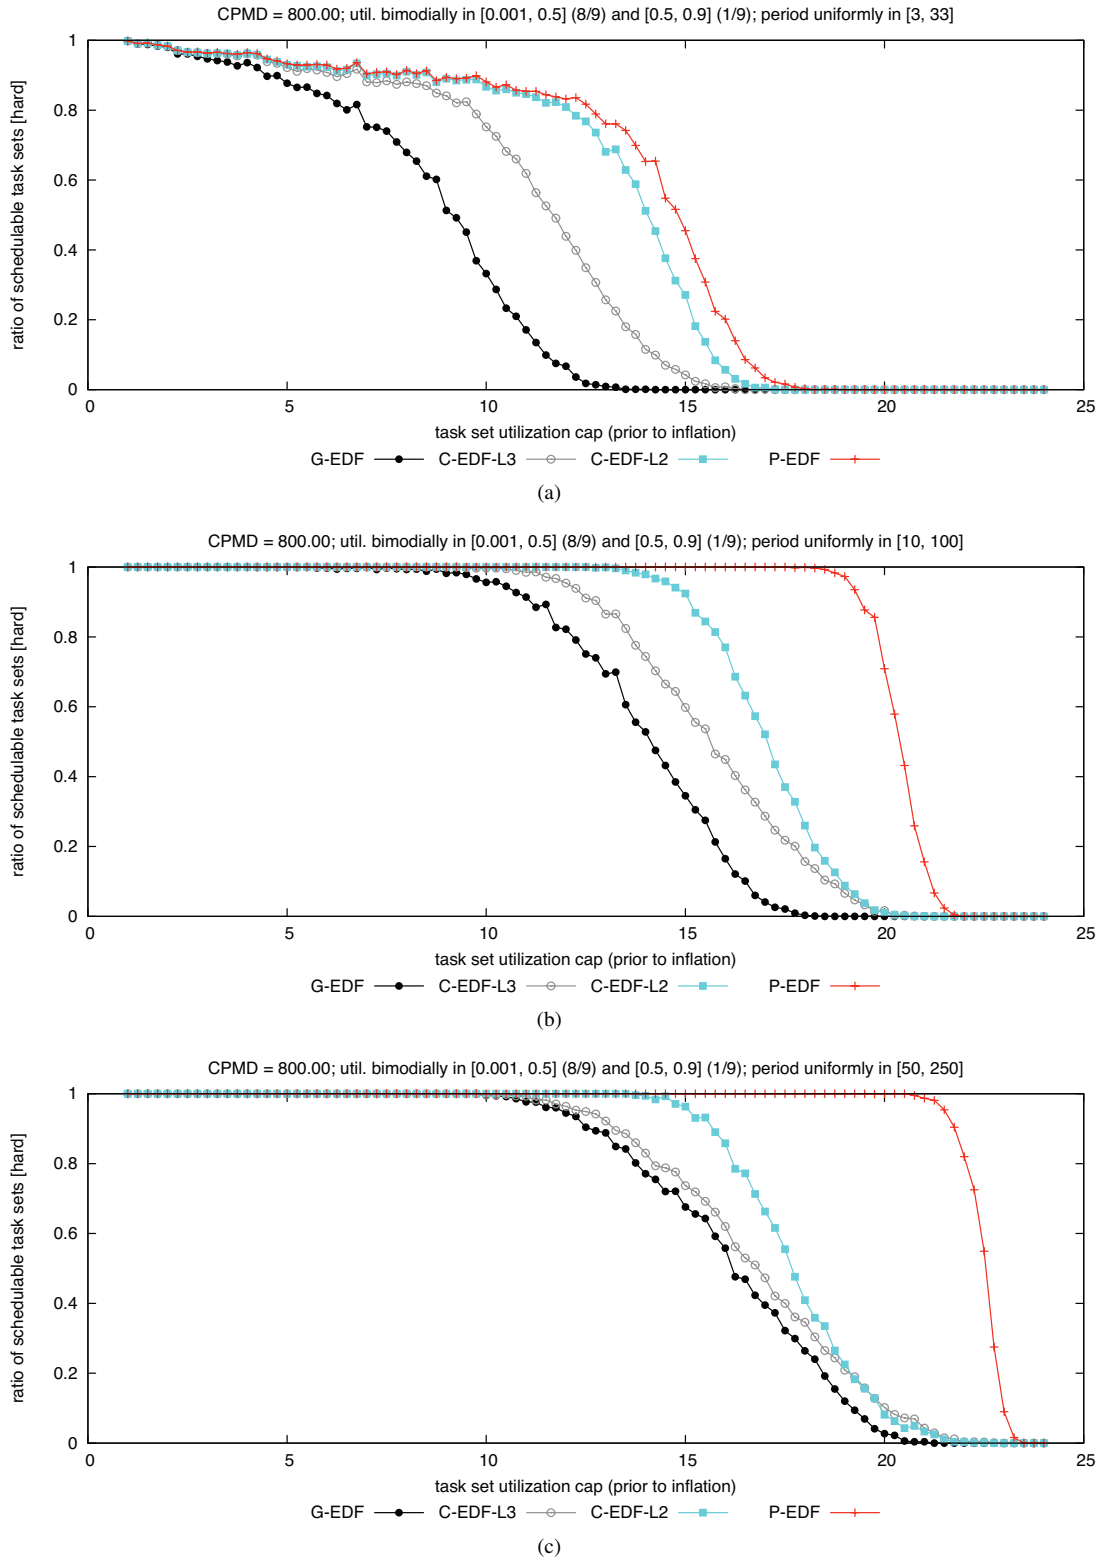 CPMD = 800.00; util. bimodially in [0.001, 0.5] (8/9) and [0.5, 0.9] (1/9); period uniformly in [3, 33]
1
0.8
0.6
0.4
0.2
0
ratio of schedulable task sets [hard]
0 5 10 15 20 25
task set utilization cap (prior to inflation)
G-EDF C-EDF-L3 C-EDF-L2 P-EDF
(a)
CPMD = 800.00; util. bimodially in [0.001, 0.5] (8/9) and [0.5, 0.9] (1/9); period uniformly in [10, 100]
1
0.8
0.6
0.4
0.2
0
ratio of schedulable task sets [hard]
0 5 10 15 20 25
task set utilization cap (prior to inflation)
G-EDF C-EDF-L3 C-EDF-L2 P-EDF
(b)
CPMD = 800.00; util. bimodially in [0.001, 0.5] (8/9) and [0.5, 0.9] (1/9); period uniformly in [50, 250]
1
0.8
0.6
0.4
0.2
0
ratio of schedulable task sets [hard]
0 5 10 15 20 25
task set utilization cap (prior to inflation)
G-EDF C-EDF-L3 C-EDF-L2 P-EDF
(c)